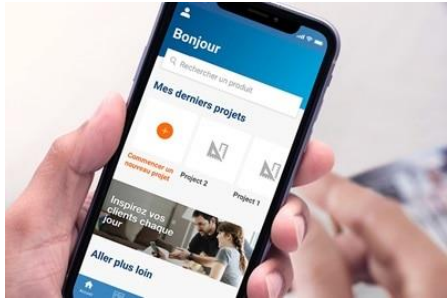 Bonjour
Rechercher un produit
Mes derniers projets
Commencer un
nouveau projet
Project 2
Project 1
Inspirez vos
clients chaque
jour
Aller plus loin